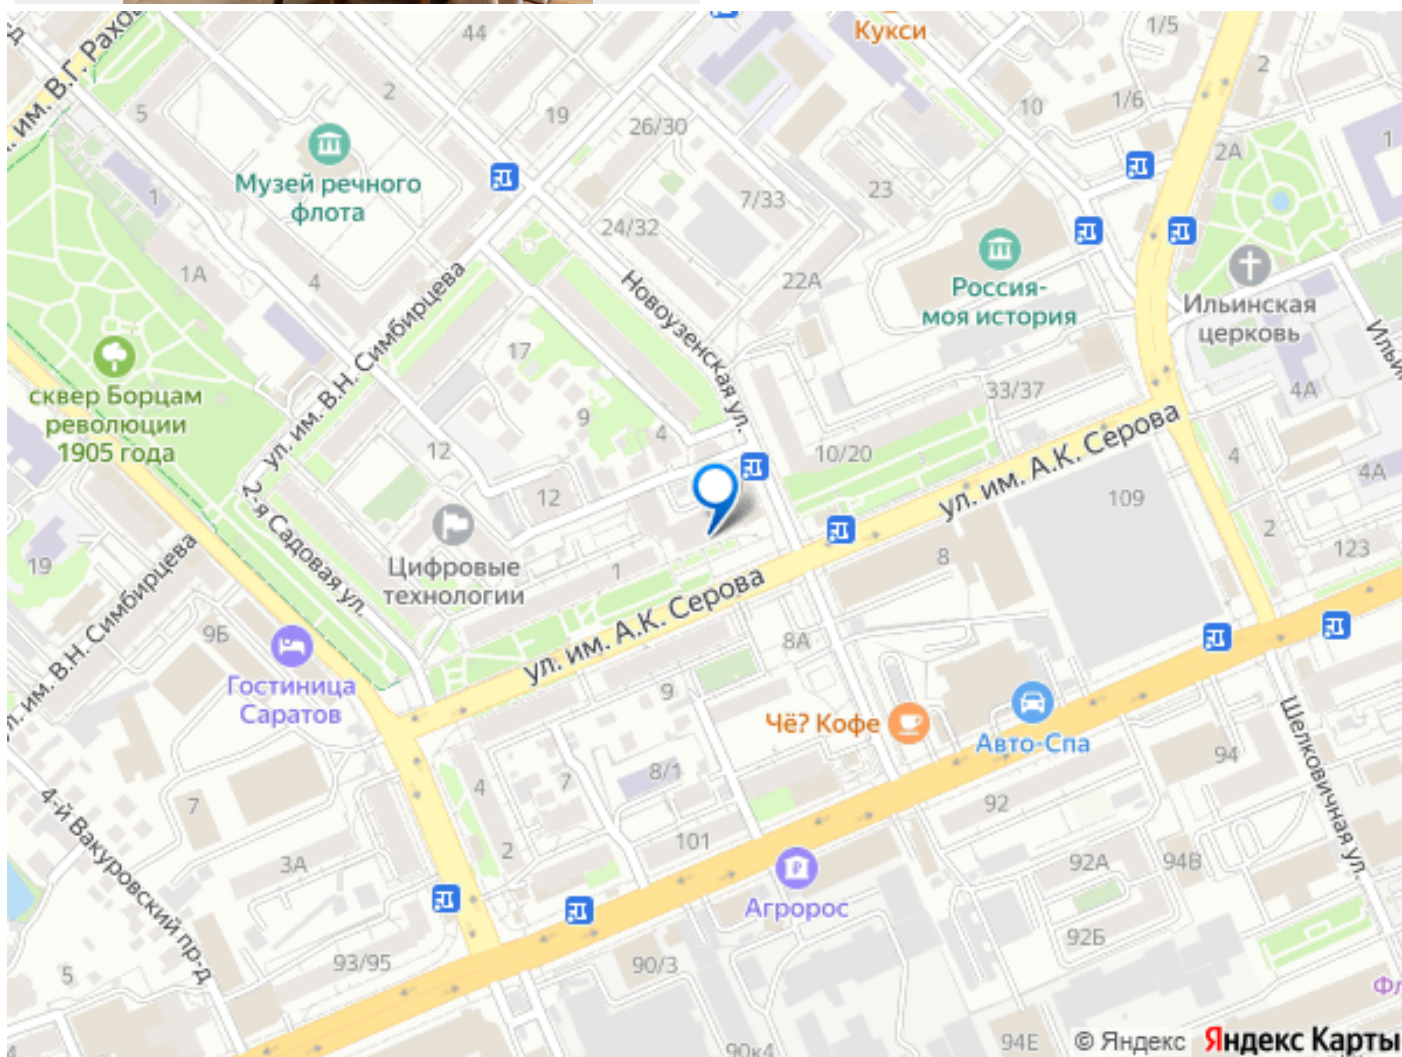 44
Кукси
1/5
2
ул. им. В.Г. Рахо
5
2
19
26/30
10
1/6
2А
1
Музей речного
флота
1
24/32
7/33
23
22А
1А
4
ул. им. В.Н. Симбирцева
Новоузенская ул.
Россия-
моя история
Ильинская
церковь
Ильин
17
сквер Борцам
революции
1905 года
9
4
33/37
4А
12
12
10/20
ул. им. А.К. Серова
109
4
4А
2-я Садовая ул.
Цифровые
технологии
1
8
2
123
19
ул. им. В.Н. Симбирцева
9Б
ул. им. А.К. Серова
8А
Гостиница
Саратов
9
Чё? Кофе
Авто-Спа
Шелковичная ул.
94
4
7
8/1
7
92
4-й Вакуровский пр-д
3А
2
101
92А
94В
Агророс
5
93/95
90/3
92Б
Фл
90к4
94Е
© Яндекс Яндекс Карты